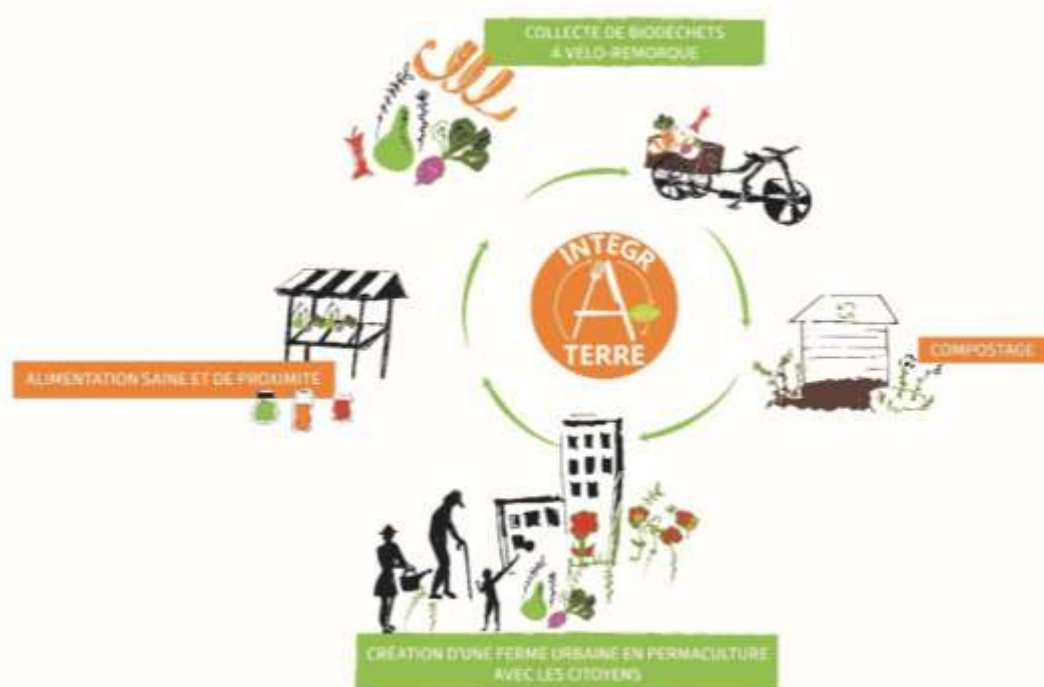 COLLECTE DE BIODÉCHETS
À VÉLO-REMORQUE
INTEGR
A
TERRE
COMPOSTAGE
ALIMENTATION SAINE ET DE PROXIMITÉ
CRÉATION D'UNE FERME URBAINE EN PERMACULTURE
AVEC LES CITOYENS